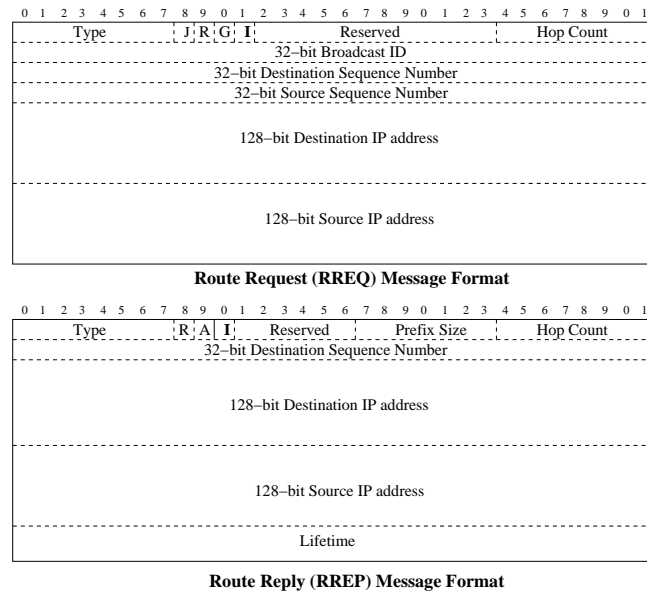 0 1 2 3 4 5 6 7 8 9 0 1 2 3 4 5 6 7 8 9 0 1 2 3 4 5 6 7 8 9 0 1
Type J R G I Reserved Hop Count
32−bit Broadcast ID
32−bit Destination Sequence Number
32−bit Source Sequence Number
128−bit Destination IP address
128−bit Source IP address
Route Request (RREQ) Message Format
0 1 2 3 4 5 6 7 8 9 0 1 2 3 4 5 6 7 8 9 0 1 2 3 4 5 6 7 8 9 0 1
Type R A I Reserved Prefix Size Hop Count
32−bit Destination Sequence Number
128−bit Destination IP address
128−bit Source IP address
Lifetime
Route Reply (RREP) Message Format